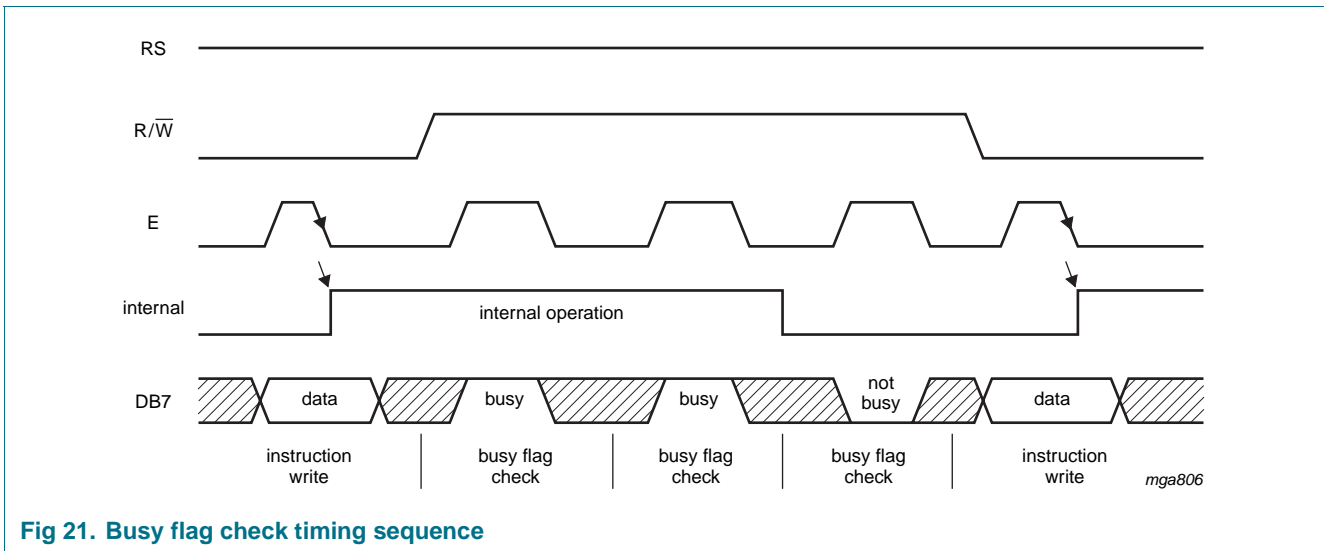 RS
R/W̅
E
internal
internal operation
DB7
data
busy
busy
not
busy
data
instruction
write
busy flag
check
busy flag
check
busy flag
check
instruction
write
mga806
Fig 21. Busy flag check timing sequence